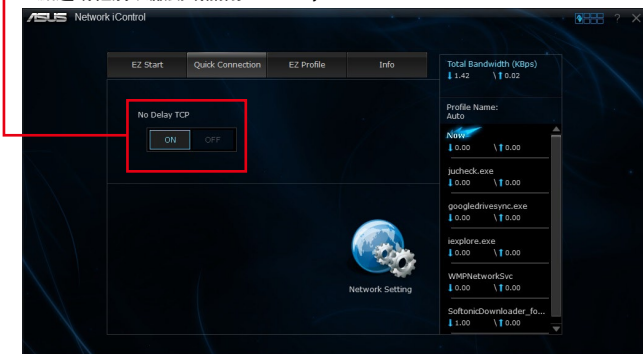 ASUS Network iControl
? X
EZ Start
Quick Connection
EZ Profile
Info
No Delay TCP
ON
OFF
Network Setting
Total Bandwidth (KBps)
1.42 \ 0.02
Profile Name:
Auto
Now
0.00 \ 0.00
jucheck.exe
0.00 \ 0.00
googledrivesync.exe
0.00 \ 0.00
iexplore.exe
0.00 \ 0.00
WMPNetworkSvc
0.00 \ 0.00
SoftonicDownloader_fo...
1.00 \ 0.00